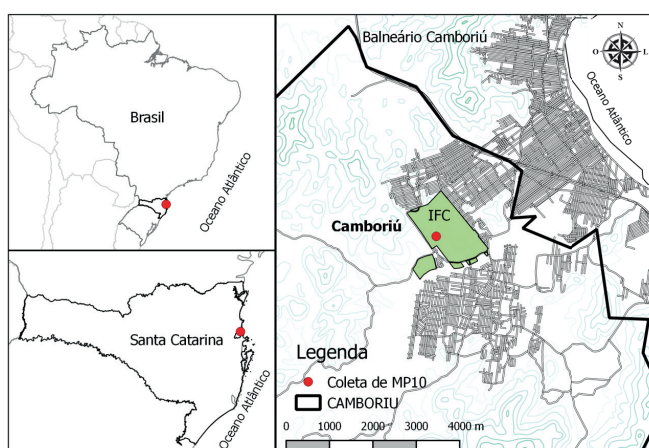 Brasil
Oceano Atlântico
Santa Catarina
Oceano Atlântico
Balneário Camboriú
N
O
L
S
Oceano Atlântico
IFC
Camboriú
Legenda
Coleta de MP10
CAMBORIU
0 1000 2000 3000 4000 m